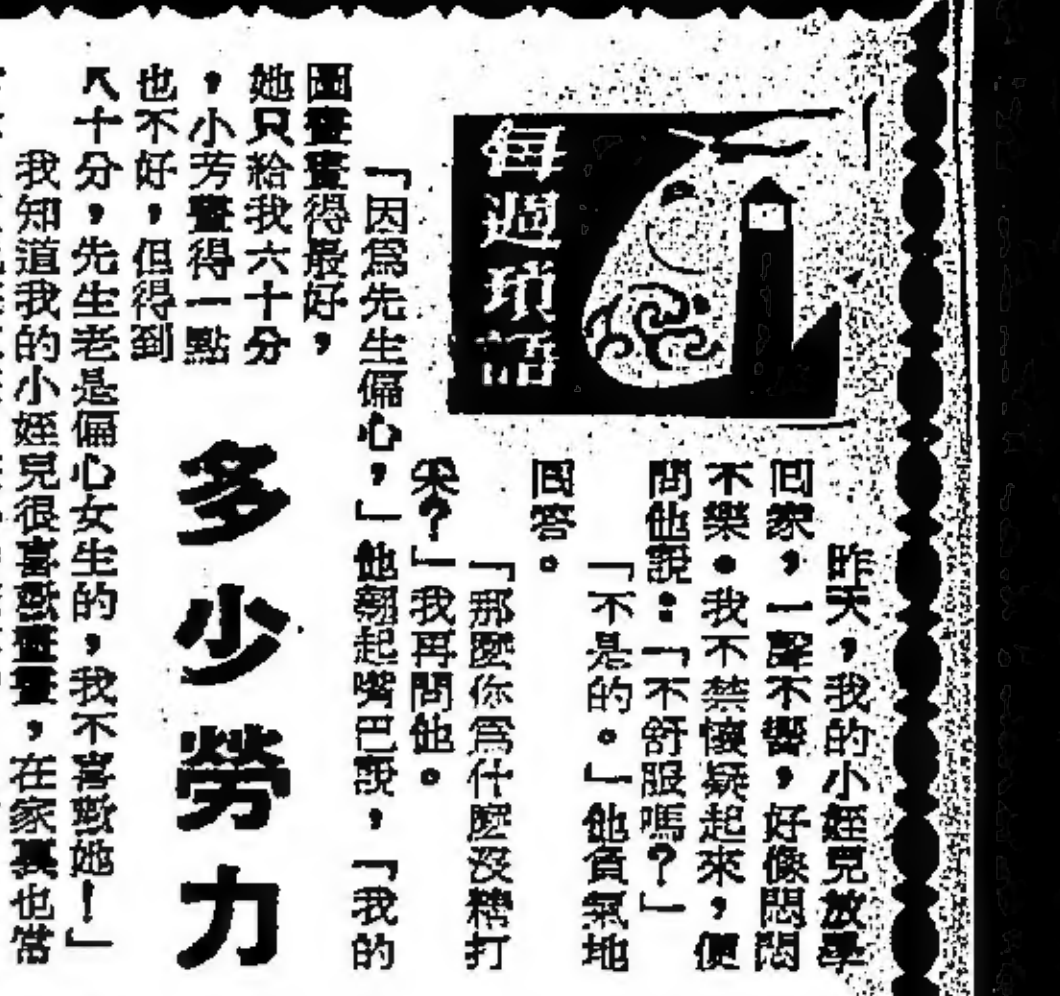 每週瑣語
多少勞力
昨天，我的小姪兒放學
回家，一聲不響，好像悶悶
不樂。我不禁懷疑起來，便
問他說：「不舒服嗎？」
「不是的。」他負氣地
回答。
「那麼你爲什麼沒精打
采？」我再問他。
「因爲先生偏心，」他翹起嘴巴說，「我的
圖畫畫得最好，
她只給我六十分
，小芳畫得一點
也不好，但得到
八十分，先生老是偏心女生的，我不喜歡她！」
我知道我的小姪兒很喜歡畫畫，在家裏也常